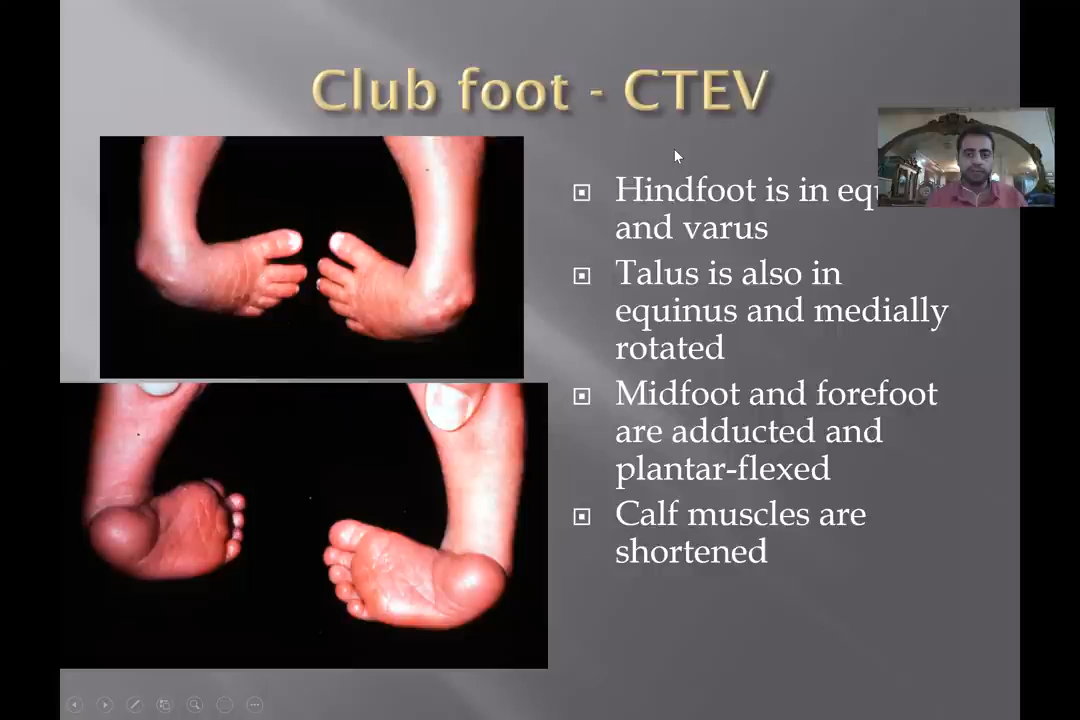 Club foot - CTEV
Hindfoot is in
and varus
Talus is also in
equinus and medially
rotated
Midfoot and forefoot
are adducted and
plantar-flexed
Calf muscles are
shortened